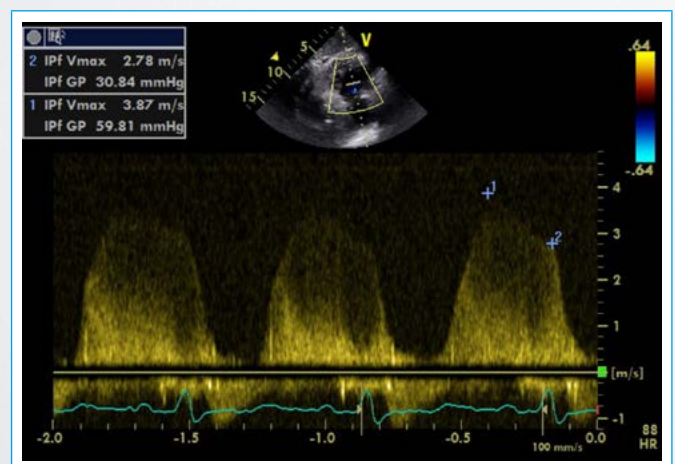 2 IPf Vmax 2.78 m/s
IPf GP 30.84 mmHg
1 IPf Vmax 3.87 m/s
IPf GP 59.81 mmHg
V
5
10
15
.64
-.64
1
2
4
3
2
1
[m/s]
-1
-2.0 -1.5 -1.0 -0.5 0.0
100 mm/s
88
HR